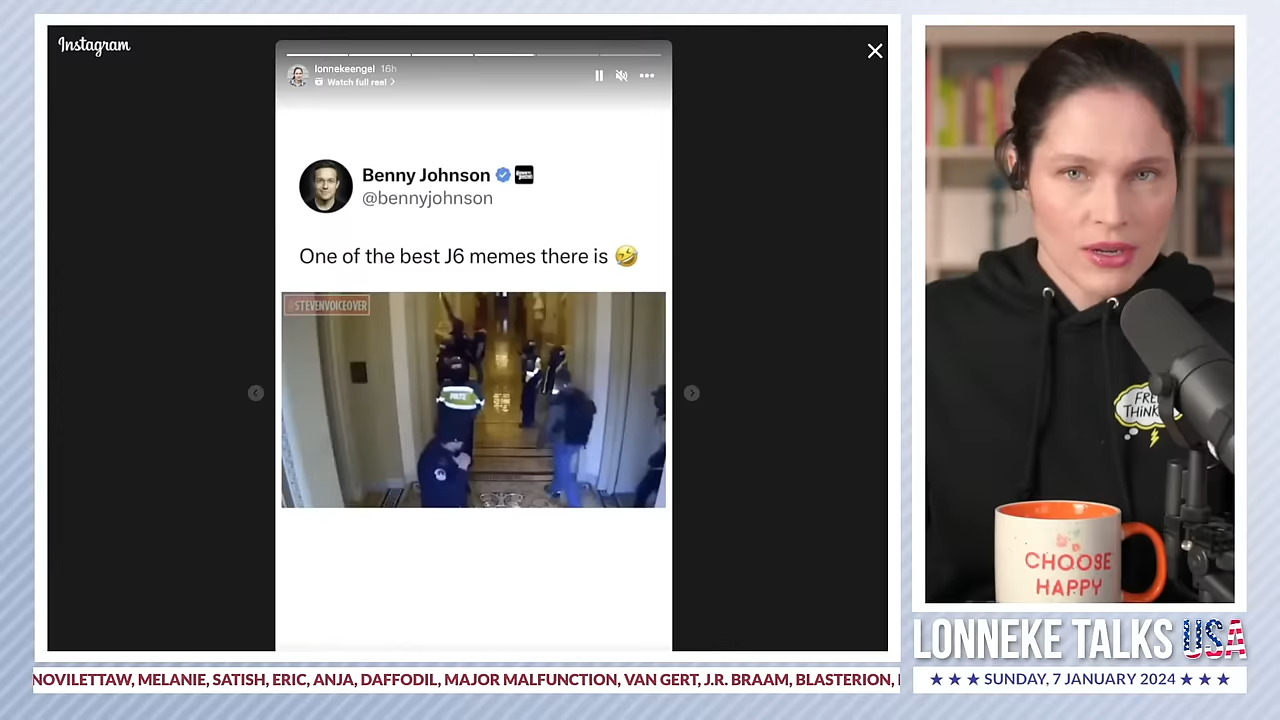 Instagram
lonnekeengel 16h
Watch full reel
Benny Johnson
@bennyjohnson
One of the best J6 memes there is 🤣
@STEVENVOICEOVER
FREE
THINK
CHOOSE
HAPPY
LONNEKE TALKS USA
NOVILETTAW, MELANIE, SATISH, ERIC, ANJA, DAFFODIL, MAJOR MALFUNCTION, VAN GERT, J.R. BRAAM, BLASTERION,
★ ★ ★ SUNDAY, 7 JANUARY 2024 ★ ★ ★